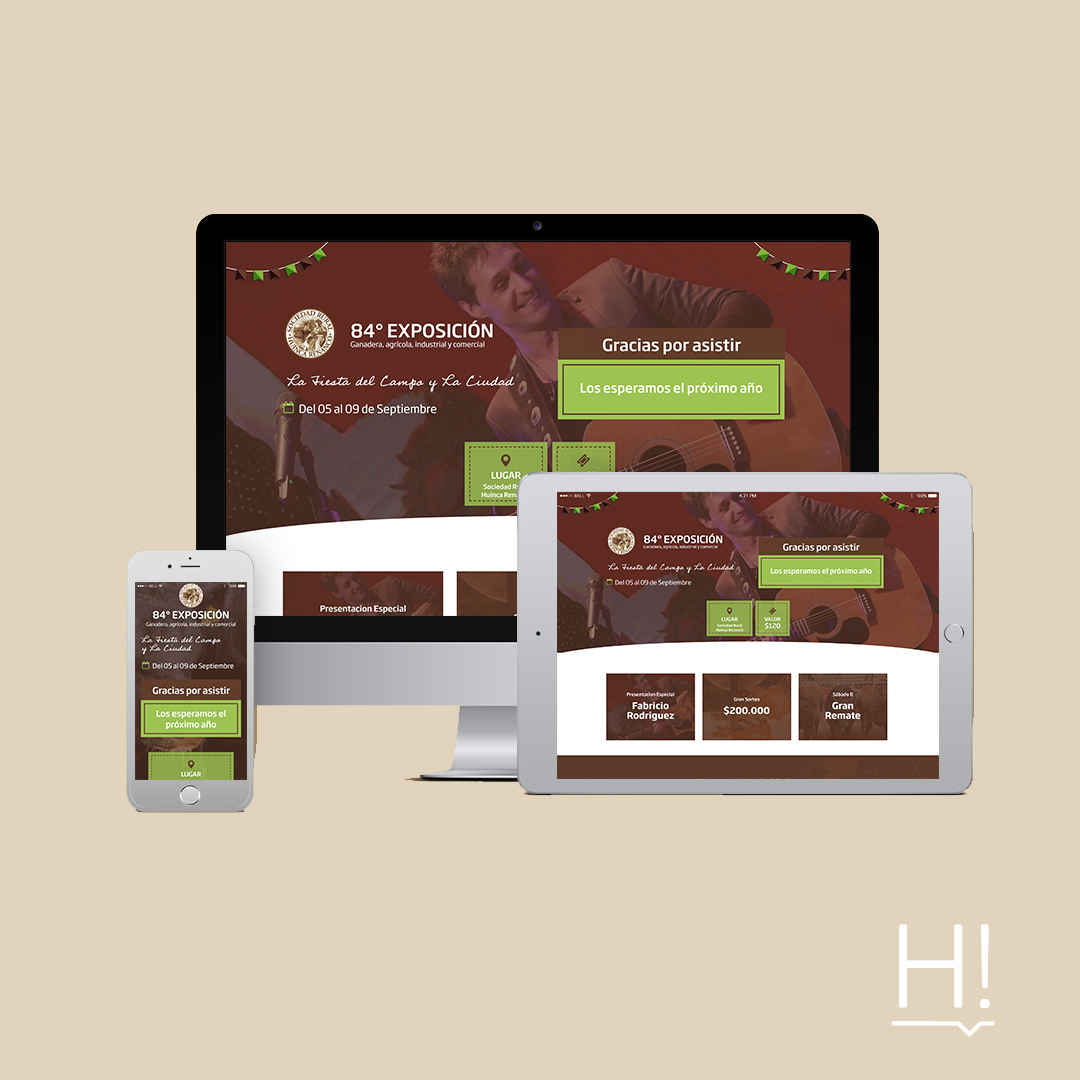 SOCIEDAD RURAL
HUINCA RENANCO
84° EXPOSICIÓN
Ganadera, agrícola, industrial y comercial
La Fiesta del Campo y La Ciudad
Del 05 al 09 de Septiembre
Gracias por asistir
Los esperamos el próximo año
LUGAR
Sociedad Ru
Huinca Rena
Presentacion Especial
BELL
4:21 PM
100%
84° EXPOSICIÓN
Ganadera, agrícola, industrial y comercial
La Fiesta del Campo y La Ciudad
Del 05 al 09 de Septiembre
Gracias por asistir
Los esperamos el próximo año
LUGAR
Sociedad Rural
Huinca Renancó
VALOR
$120
Presentacion Especial
Fabricio
Rodriguez
Gran Sorteo
$200.000
Sábado 8
Gran
Remate
BELL
100%
84° EXPOSICIÓN
Ganadera, agrícola, industrial y comercial
La Fiesta del Campo
y La Ciudad
Del 05 al 09 de Septiembre
Gracias por asistir
Los esperamos el
próximo año
LUGAR
H!